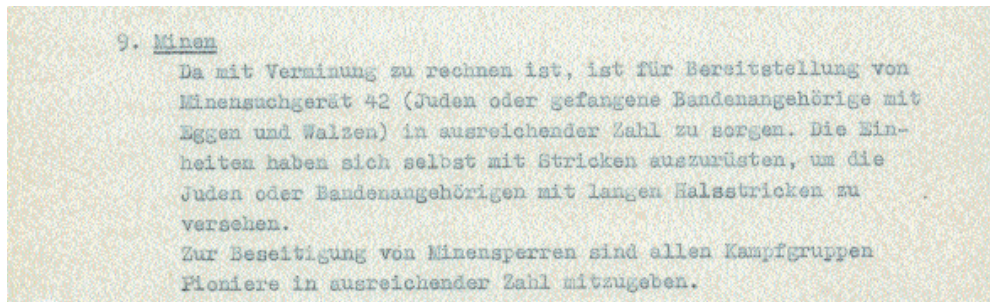 9. Minen
Da mit Verminung zu rechnen ist, ist für Bereitstellung von
Minensuchgerät 42 (Juden oder gefangene Bandenangehörige mit
Eggen und Walzen) in ausreichender Zahl zu sorgen. Die Ein-
heiten haben sich selbst mit Stricken auszurüsten, um die
Juden oder Bandenangehörigen mit langen Halsstricken zu
versehen.
Zur Beseitigung von Minensperren sind allen Kampfgruppen
Pioniere in ausreichender Zahl mitzugeben.